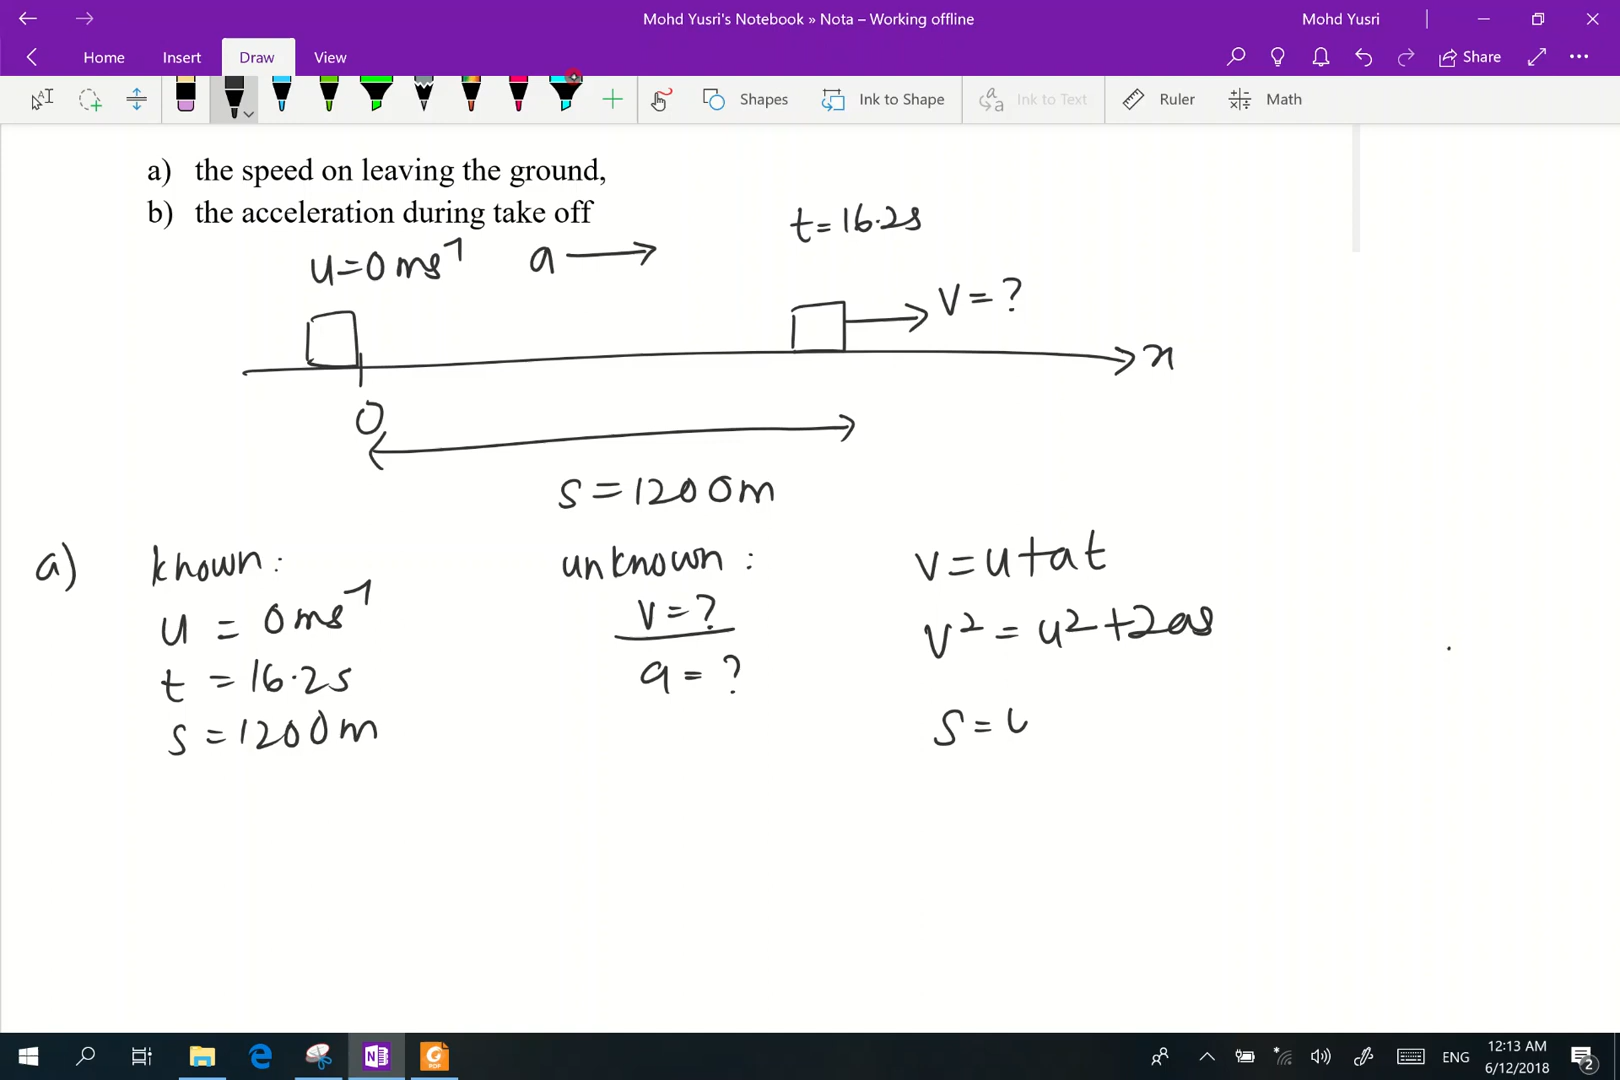 Mohd Yusri's Notebook » Nota – Working offline
Mohd Yusri
Home Insert Draw View
Share
Shapes
Ink to Shape
Ink to Text
Ruler
Math
a) the speed on leaving the ground,
b) the acceleration during take off
t = 16.2s
u = 0 ms⁻¹ a
v = ?
x
0
s = 1200m
a) known: unknown: v = u + at
u = 0 ms⁻¹ v = ? v² = u² + 2as
t = 16.2s a = ?
s = 1200m s = u
ENG
12:13 AM
6/12/2018
2